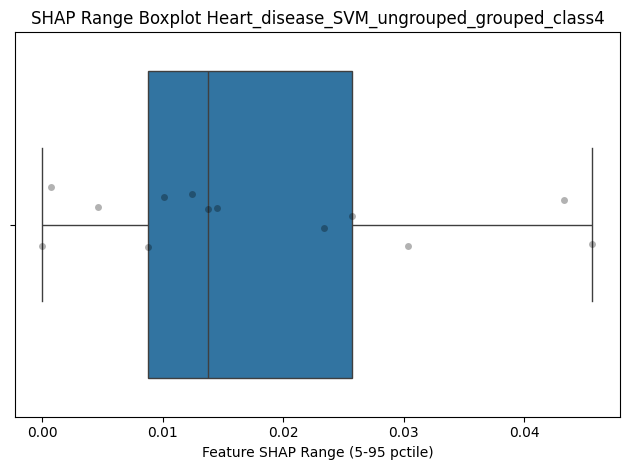 SHAP Range Boxplot Heart_disease_SVM_ungrouped_grouped_class4
0.00 0.01 0.02 0.03 0.04
Feature SHAP Range (5-95 pctile)